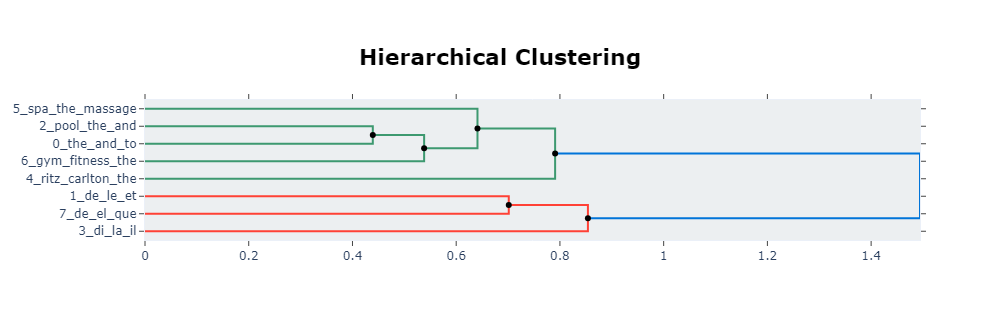 Hierarchical Clustering
5_spa_the_massage
2_pool_the_and
0_the_and_to
6_gym_fitness_the
4_ritz_carlton_the
1_de_le_et
7_de_el_que
3_di_la_il
0 0.2 0.4 0.6 0.8 1 1.2 1.4